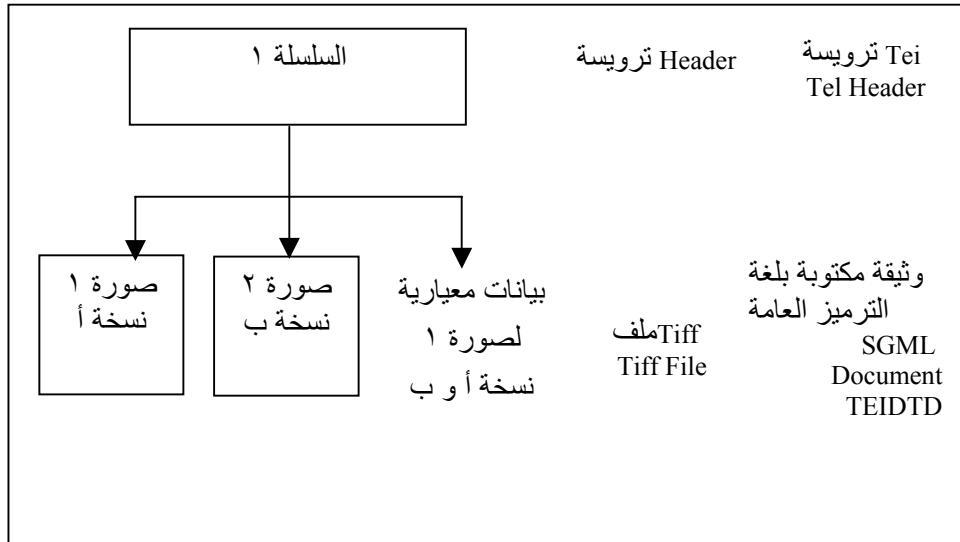 السلسلة ١
ترويسة Header
ترويسة Tei
Tel Header
صورة ١
نسخة أ
صورة ٢
نسخة ب
بيانات معيارية
لصورة ١
نسخة أ و ب
ملفTiff
Tiff File
وثيقة مكتوبة بلغة
الترميز العامة
SGML
Document
TEIDTD